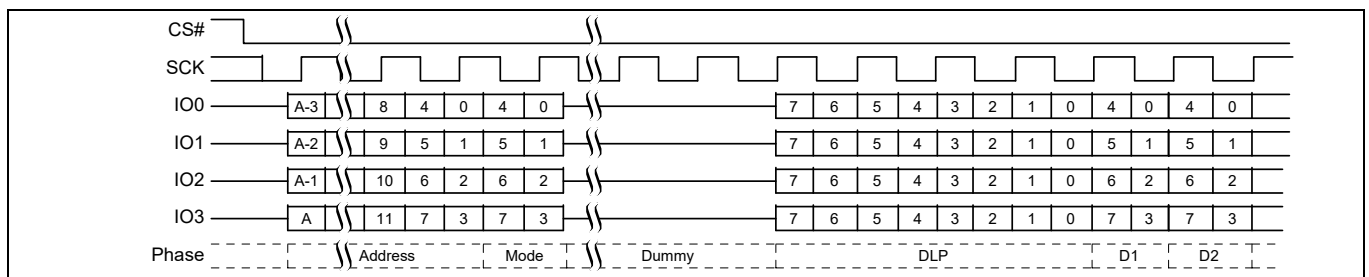 CS#
SCK
IO0 A-3 8 4 0 4 0 7 6 5 4 3 2 1 0 4 0 4 0
IO1 A-2 9 5 1 5 1 7 6 5 4 3 2 1 0 5 1 5 1
IO2 A-1 10 6 2 6 2 7 6 5 4 3 2 1 0 6 2 6 2
IO3 A 11 7 3 7 3 7 6 5 4 3 2 1 0 7 3 7 3
Phase Address Mode Dummy DLP D1 D2